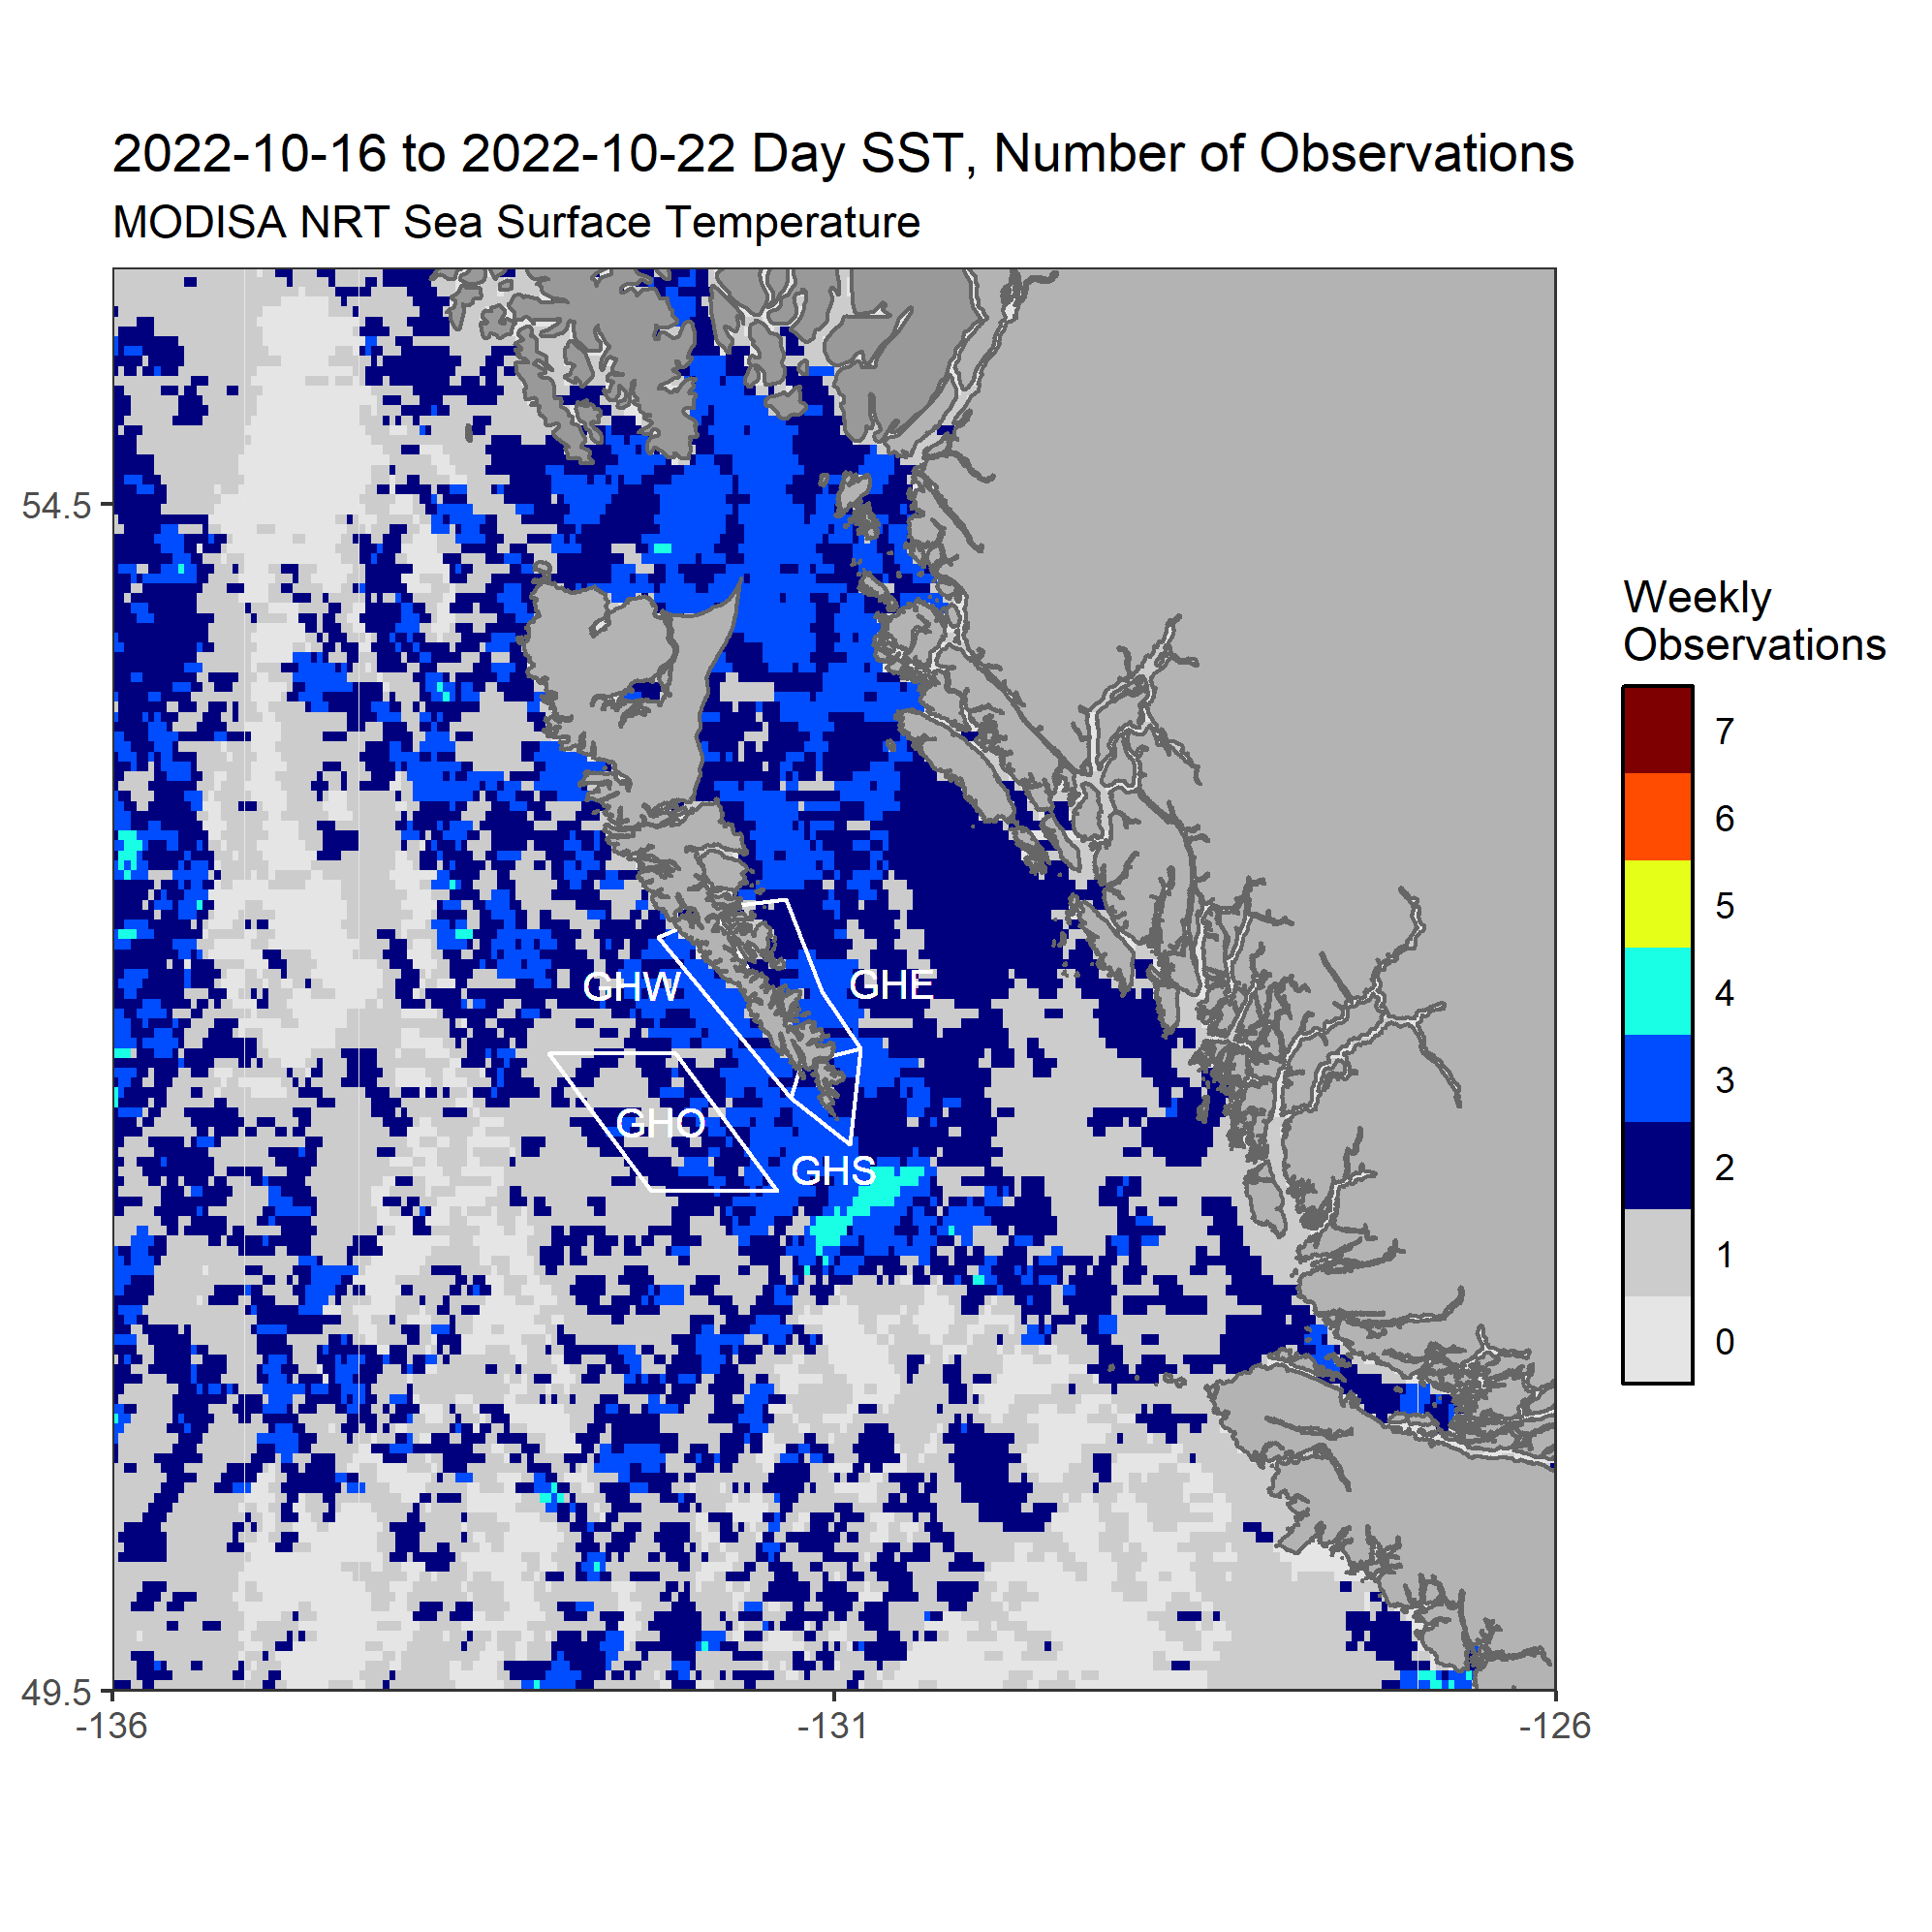 2022-10-16 to 2022-10-22 Day SST, Number of Observations
MODISA NRT Sea Surface Temperature
54.5
49.5
-136
-131
-126
GHW
GHE
GHO
GHS
Weekly
Observations
7
6
5
4
3
2
1
0